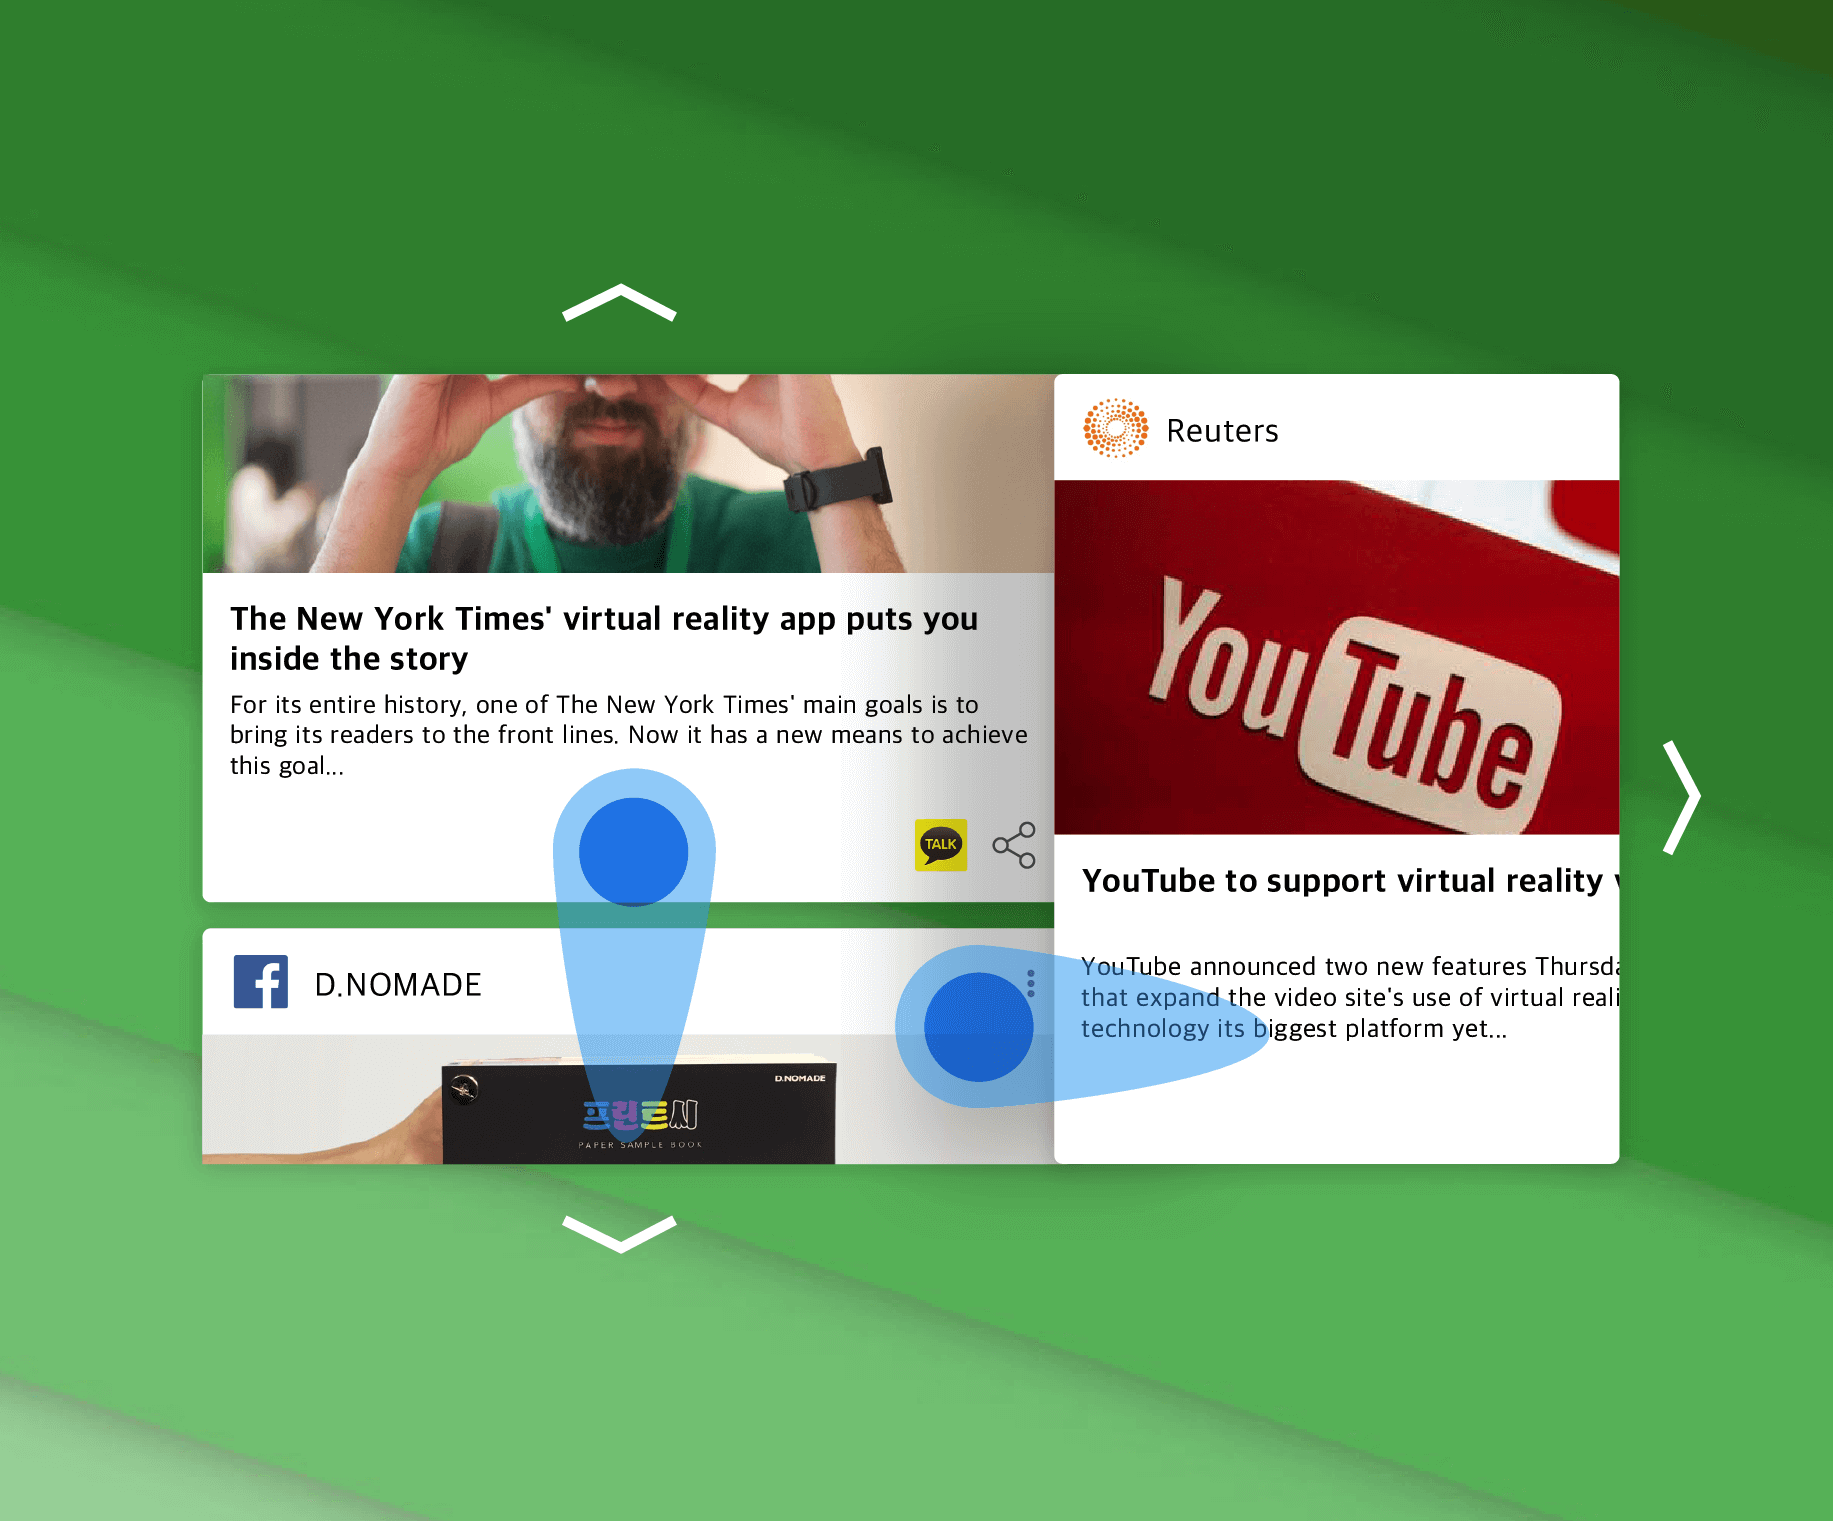 The New York Times' virtual reality app puts you
inside the story
For its entire history, one of The New York Times' main goals is to
bring its readers to the front lines. Now it has a new means to achieve
this goal...
TALK
D.NOMADE
D.NOMADE
프린트시
PAPER SAMPLE BOOK
Reuters
YouTube
YouTube to support virtual reality
YouTube announced two new features Thursda
that expand the video site's use of virtual reali
technology its biggest platform yet...